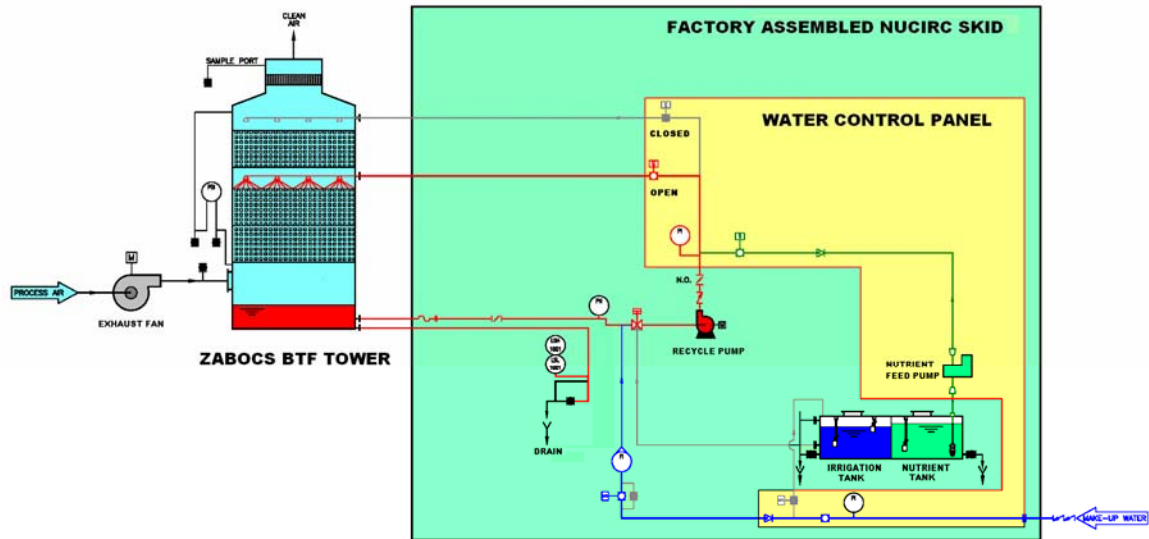 CLEAN
AIR
FACTORY ASSEMBLED NUCIRC SKID
SAMPLE PORT
WATER CONTROL PANEL
CLOSED
OPEN
N.O.
PROCESS AIR
EXHAUST FAN
M
ZABOCS BTF TOWER
RECYCLE PUMP
NUTRIENT
FEED PUMP
DRAIN
IRRIGATION
TANK
NUTRIENT
TANK
MAKE-UP WATER